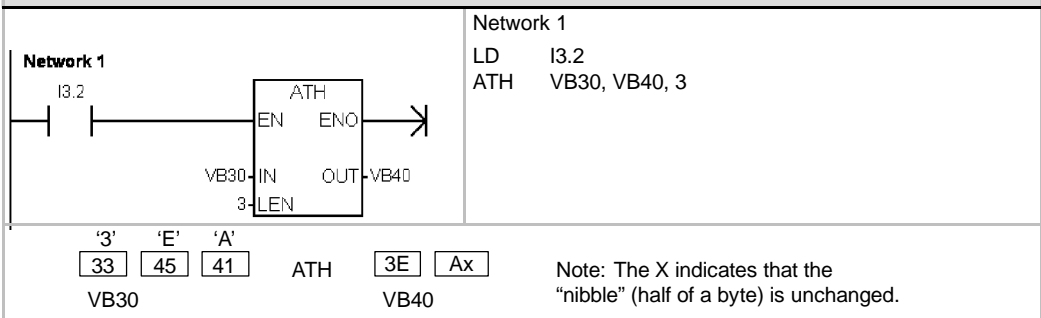 Network 1
I3.2
ATH
EN ENO
VB30 IN OUT VB40
3 LEN
Network 1
LD I3.2
ATH VB30, VB40, 3
‘3’ ‘E’ ‘A’
33 45 41 ATH 3E Ax
VB30 VB40
Note: The X indicates that the
“nibble” (half of a byte) is unchanged.